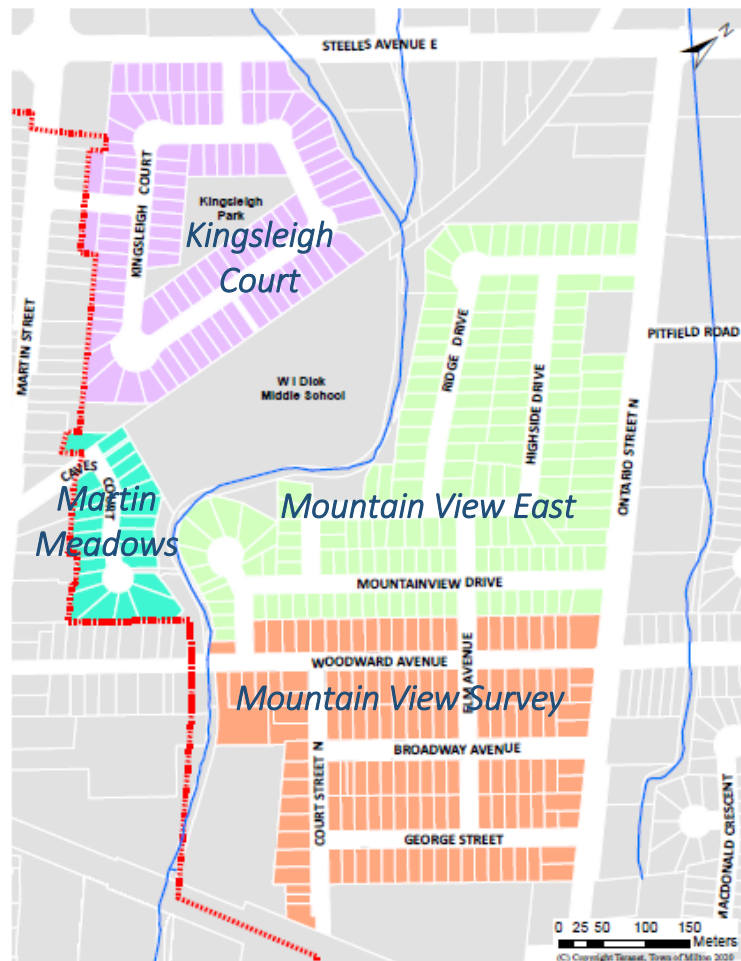 STEELES AVENUE E
N
KINGSLEIGH COURT
Kingsleigh
Park
Kingsleigh
Court
MARTIN STREET
RIDGE DRIVE
HIGHSIDE DRIVE
PITFIELD ROAD
W I Dick
Middle School
ONTARIO STREET N
CAVES
COURT
Martin
Meadows
Mountain View East
MOUNTAINVIEW DRIVE
WOODWARD AVENUE
ELM AVENUE
Mountain View Survey
BROADWAY AVENUE
COURT STREET N
GEORGE STREET
MACDONALD CRESCENT
0 25 50 100 150
Meters
(C) Copyright Teranet, Town of Milton 2020